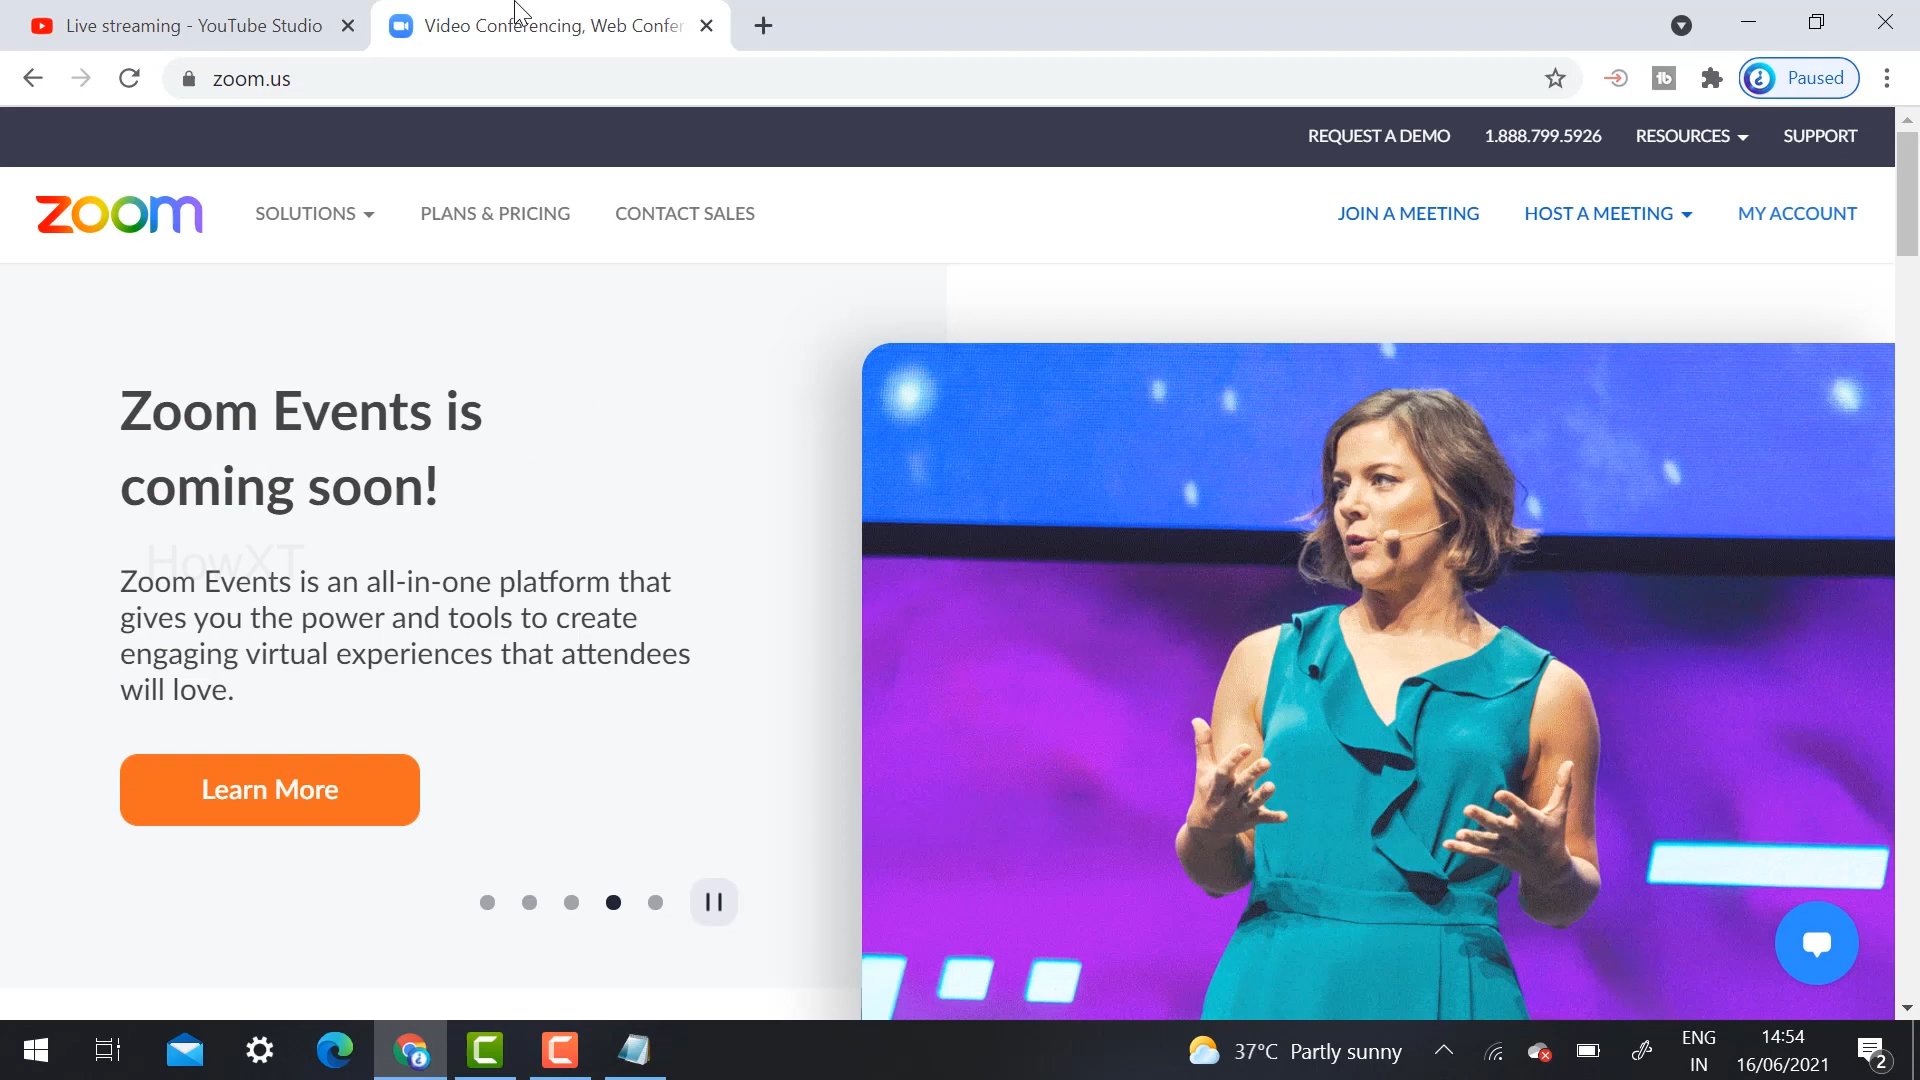 Live streaming - YouTube Studio
Video Conferencing, Web Confer
zoom.us
Paused
REQUEST A DEMO 1.888.799.5926 RESOURCES SUPPORT
zoom SOLUTIONS PLANS & PRICING CONTACT SALES JOIN A MEETING HOST A MEETING MY ACCOUNT
Zoom Events is
coming soon!
HowXT
Zoom Events is an all-in-one platform that
gives you the power and tools to create
engaging virtual experiences that attendees
will love.
Learn More
37°C Partly sunny
ENG
IN
14:54
16/06/2021
2